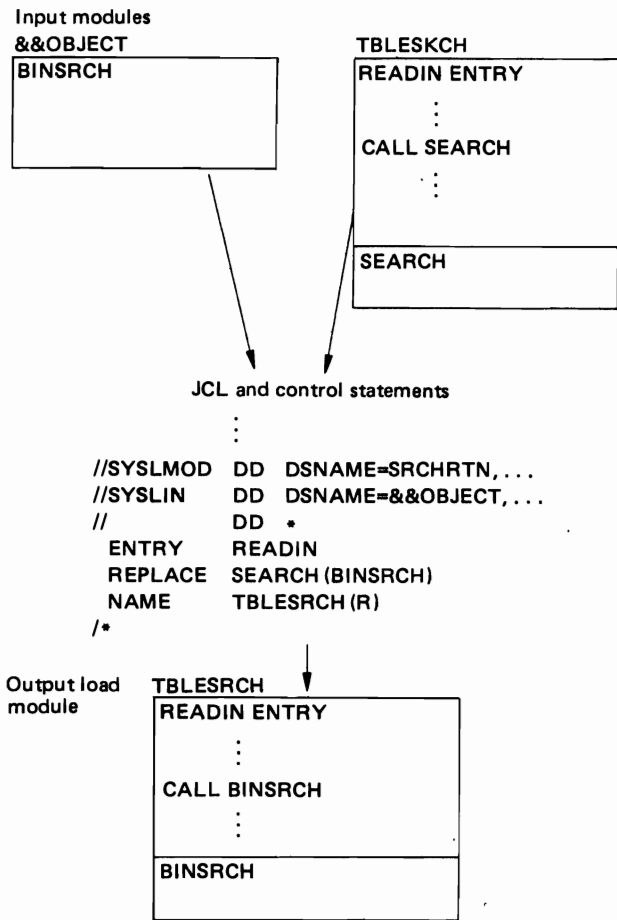 Input modules
&&OBJECT
BINSRCH
TBLESKCH
READIN ENTRY
CALL SEARCH
SEARCH
JCL and control statements
//SYSLMOD DD DSNAME=SRCHRTN,...
//SYSLIN DD DSNAME=&&OBJECT,...
// DD *
ENTRY READIN
REPLACE SEARCH(BINSRCH)
NAME TBLESRCH(R)
/*
Output load
module
TBLESRCH
READIN ENTRY
CALL BINSRCH
BINSRCH